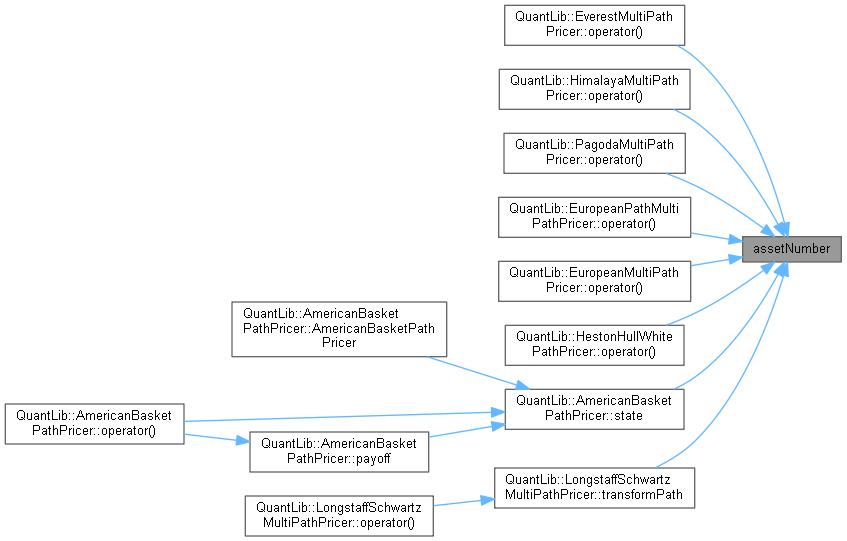 QuantLib::EverestMultiPath
Pricer::operator()
QuantLib::HimalayaMultiPath
Pricer::operator()
QuantLib::PagodaMultiPath
Pricer::operator()
QuantLib::EuropeanPathMulti
PathPricer::operator()
assetNumber
QuantLib::EuropeanMultiPath
Pricer::operator()
QuantLib::AmericanBasket
PathPricer::AmericanBasketPath
Pricer
QuantLib::HestonHullWhite
PathPricer::operator()
QuantLib::AmericanBasket
PathPricer::state
QuantLib::AmericanBasket
PathPricer::operator()
QuantLib::AmericanBasket
PathPricer::payoff
QuantLib::LongstaffSchwartz
MultiPathPricer::transformPath
QuantLib::LongstaffSchwartz
MultiPathPricer::operator()